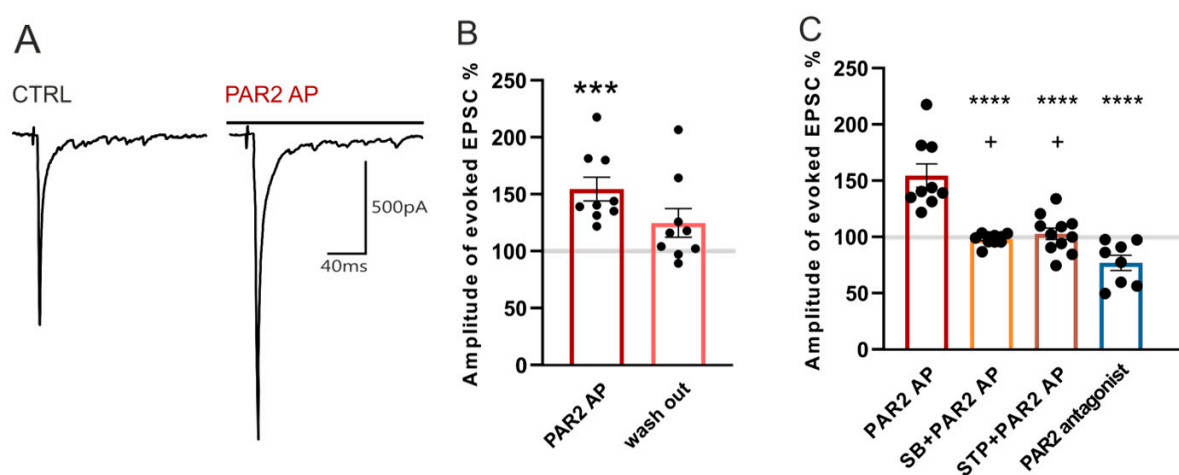 A
CTRL
PAR2 AP
500pA
40ms
B
Amplitude of evoked EPSC %
250
200
150
100
50
0
***
PAR2 AP
wash out
C
Amplitude of evoked EPSC %
250
200
150
100
50
0
**** **** ****
+ +
PAR2 AP
SB+PAR2 AP
STP+PAR2 AP
PAR2 antagonist